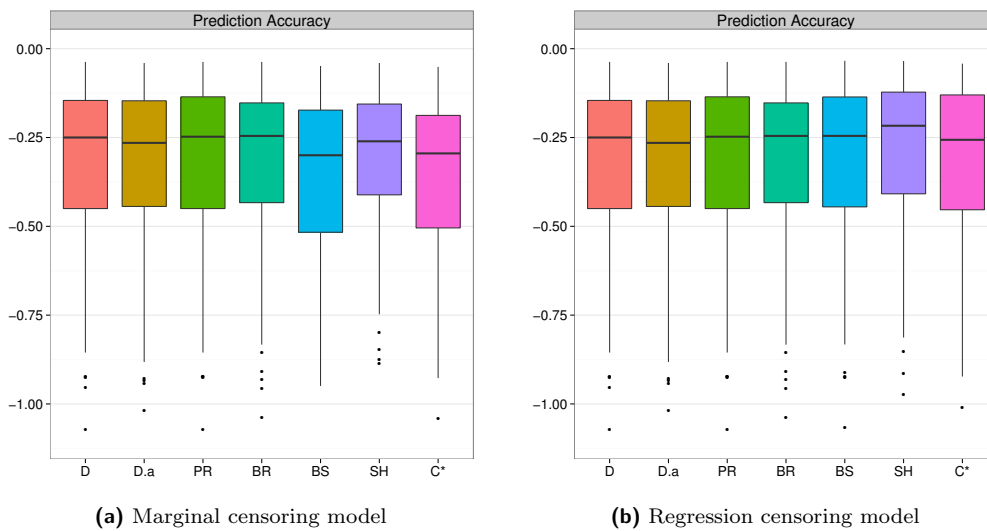 Prediction Accuracy
0.00
−0.25
−0.50
−0.75
−1.00
D D.a PR BR BS SH C*
(a) Marginal censoring model
Prediction Accuracy
0.00
−0.25
−0.50
−0.75
−1.00
D D.a PR BR BS SH C*
(b) Regression censoring model